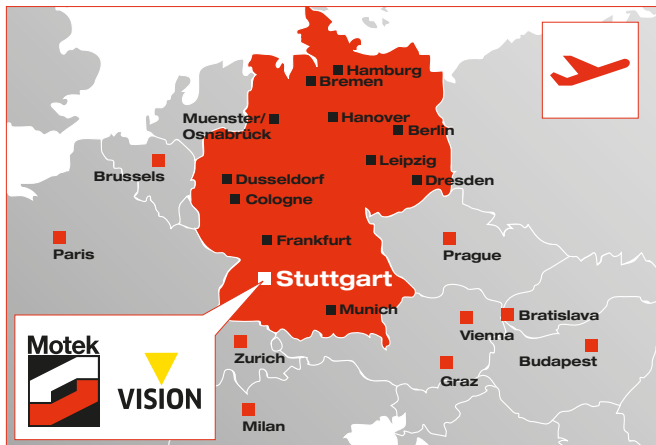 Hamburg
Bremen
Muenster/
Osnabrück
Hanover
Berlin
Brussels
Leipzig
Dusseldorf
Dresden
Cologne
Paris
Frankfurt
Prague
Stuttgart
Munich
Bratislava
Vienna
Motek
Zurich
Budapest
Graz
VISION
Milan